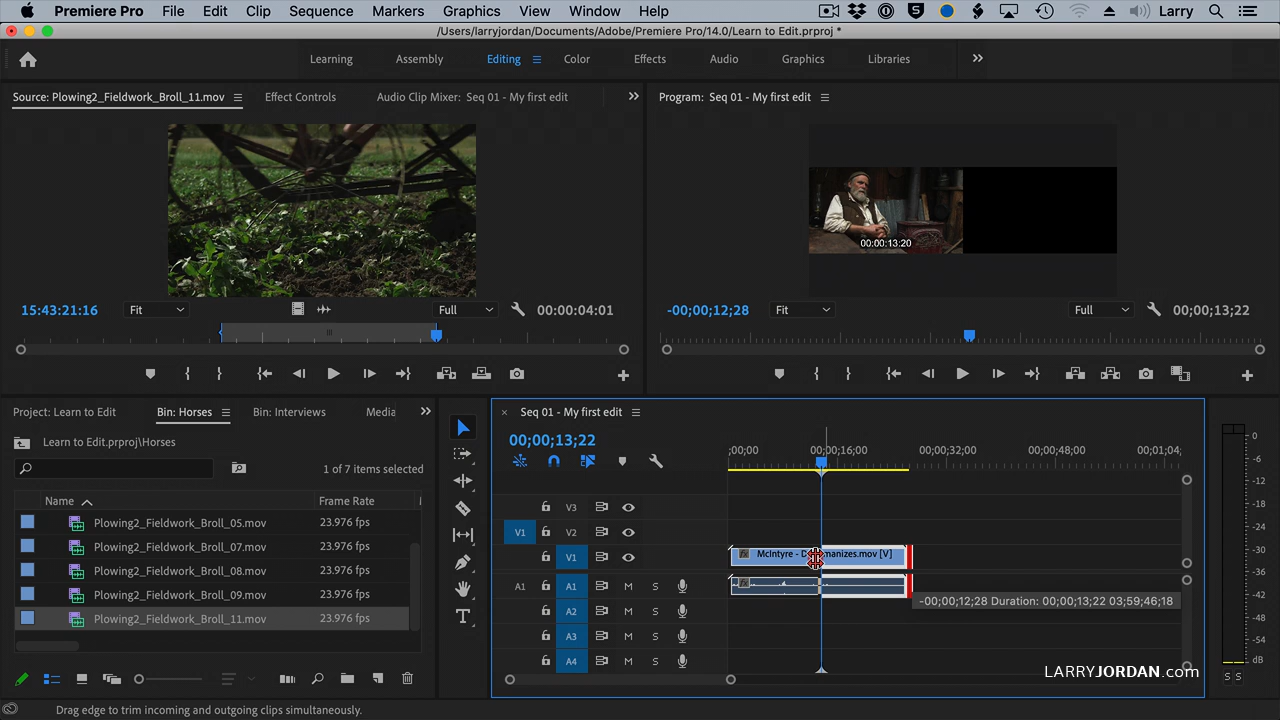 Premiere Pro File Edit Clip Sequence Markers Graphics View Window Help Larry
/Users/larryjordan/Documents/Adobe/Premiere Pro/14.0/Learn to Edit.prproj *
Learning Assembly Editing Color Effects Audio Graphics Libraries
Source: Plowing2_Fieldwork_Broll_11.mov Effect Controls Audio Clip Mixer: Seq 01 - My first edit
Program: Seq 01 - My first edit
00:00:13:20
15:43:21:16 Fit Full 00:00:04:01
-00;00;12;28 Fit Full 00;00;13;22
Project: Learn to Edit Bin: Horses Bin: Interviews Media
Learn to Edit.prproj\Horses
1 of 7 items selected
Name Frame Rate
Plowing2_Fieldwork_Broll_05.mov 23.976 fps
Plowing2_Fieldwork_Broll_07.mov 23.976 fps
Plowing2_Fieldwork_Broll_08.mov 23.976 fps
Plowing2_Fieldwork_Broll_09.mov 23.976 fps
Plowing2_Fieldwork_Broll_11.mov 23.976 fps
Seq 01 - My first edit
00;00;13;22
;00;00 00;00;16;00 00;00;32;00 00;00;48;00 00;01;04;
V3
V1 V2
V1
McIntyre - D manizes.mov [V]
fx
A1 A1 M S
fx
A2 M S
A3 M S
A4 M S
-00;00;12;28 Duration: 00;00;13;22 03;59;46;18
0
-6
-12
-18
-24
-30
-36
-42
-48
-54
dB
S S
LARRYJORDAN.com
Drag edge to trim incoming and outgoing clips simultaneously.